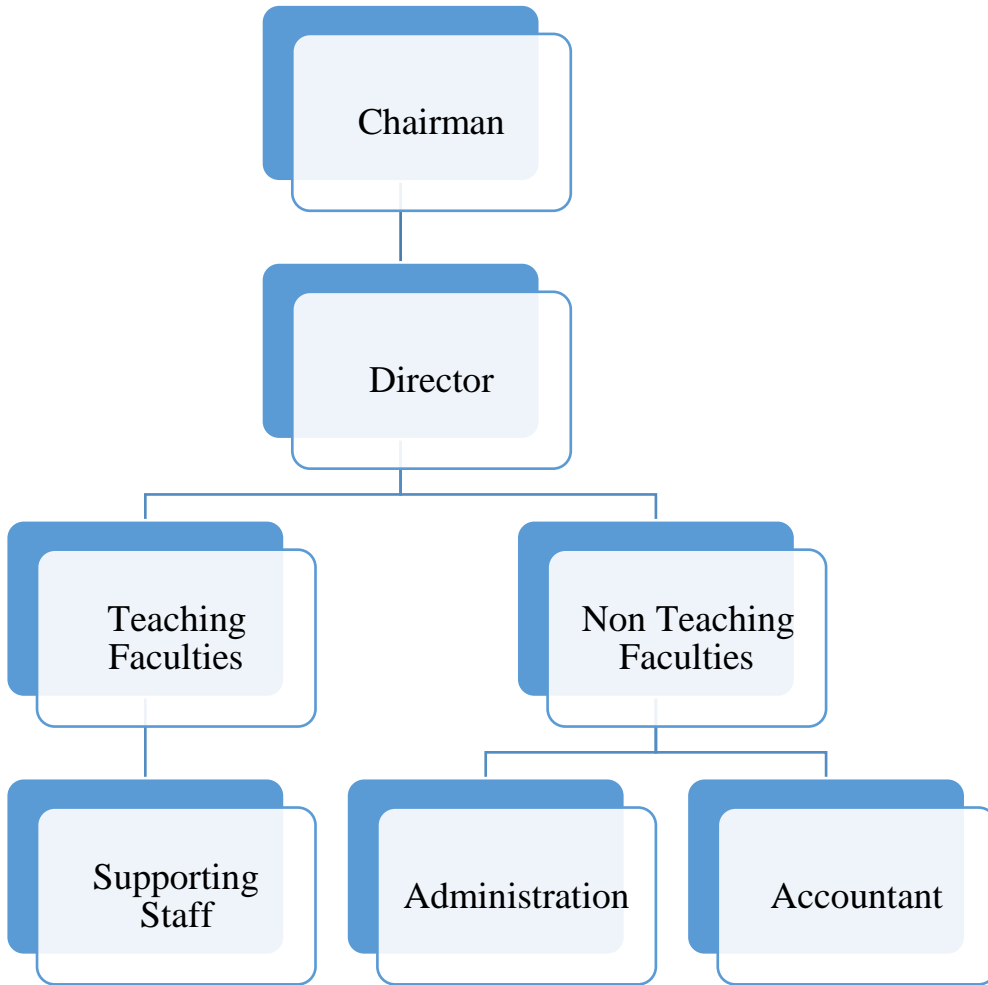 Chairman
Director
Teaching
Faculties
Non Teaching
Faculties
Supporting
Staff
Administration
Accountant